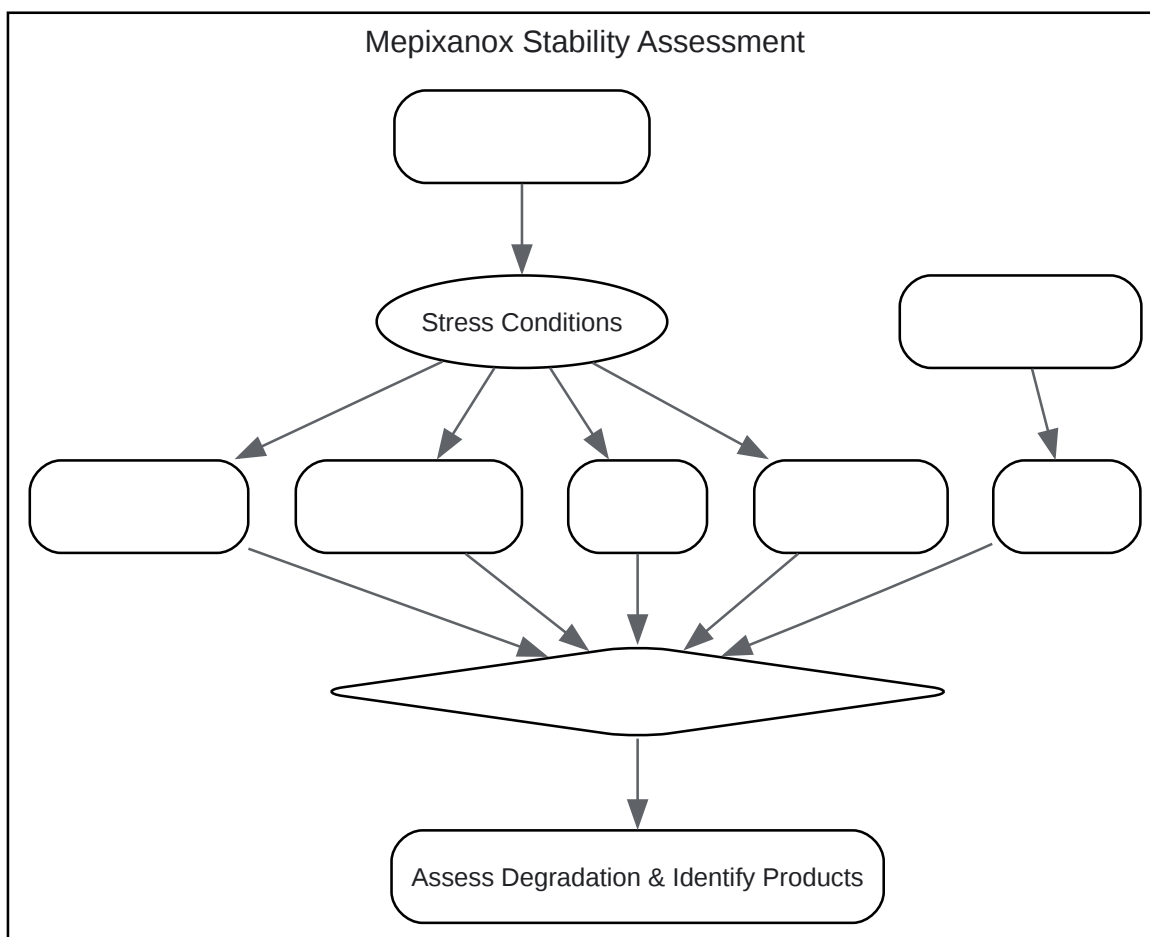 Mepixanox Stability Assessment
Stress Conditions
Assess Degradation & Identify Products